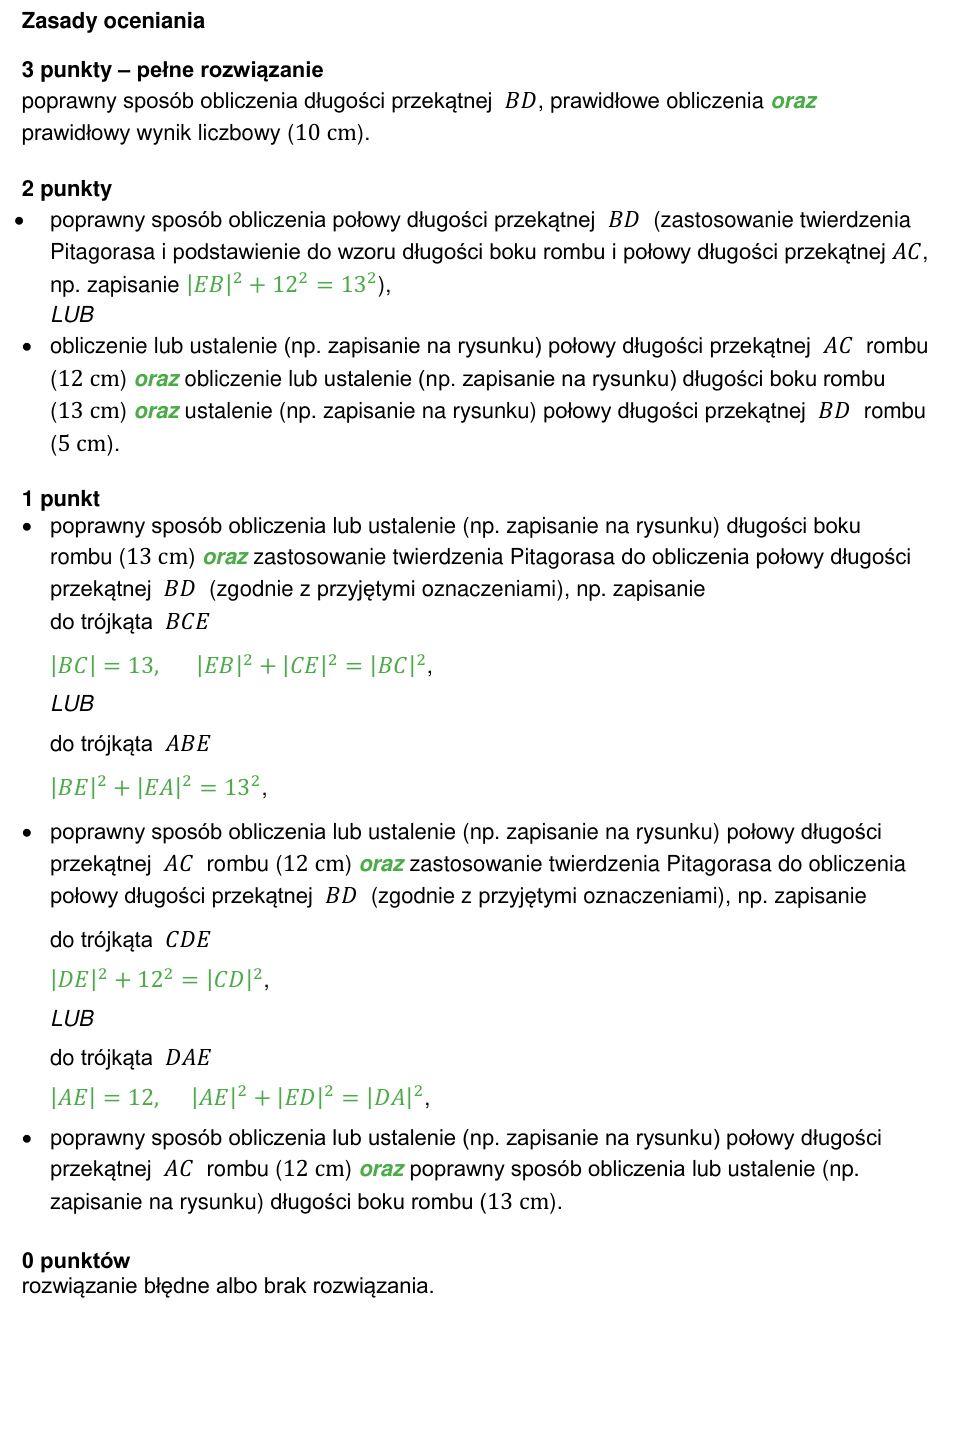 Zasady oceniania
3 punkty – pełne rozwiązanie
poprawny sposób obliczenia długości przekątnej BD, prawidłowe obliczenia oraz
prawidłowy wynik liczbowy (10 cm).
2 punkty
• poprawny sposób obliczenia połowy długości przekątnej BD (zastosowanie twierdzenia
Pitagorasa i podstawienie do wzoru długości boku rombu i połowy długości przekątnej AC,
np. zapisanie |EB|² + 12² = 13²),
LUB
• obliczenie lub ustalenie (np. zapisanie na rysunku) połowy długości przekątnej AC rombu
(12 cm) oraz obliczenie lub ustalenie (np. zapisanie na rysunku) długości boku rombu
(13 cm) oraz ustalenie (np. zapisanie na rysunku) połowy długości przekątnej BD rombu
(5 cm).
1 punkt
• poprawny sposób obliczenia lub ustalenie (np. zapisanie na rysunku) długości boku
rombu (13 cm) oraz zastosowanie twierdzenia Pitagorasa do obliczenia połowy długości
przekątnej BD (zgodnie z przyjętymi oznaczeniami), np. zapisanie
do trójkąta BCE
|BC| = 13, |EB|² + |CE|² = |BC|²,
LUB
do trójkąta ABE
|BE|² + |EA|² = 13²,
• poprawny sposób obliczenia lub ustalenie (np. zapisanie na rysunku) połowy długości
przekątnej AC rombu (12 cm) oraz zastosowanie twierdzenia Pitagorasa do obliczenia
połowy długości przekątnej BD (zgodnie z przyjętymi oznaczeniami), np. zapisanie
do trójkąta CDE
|DE|² + 12² = |CD|²,
LUB
do trójkąta DAE
|AE| = 12, |AE|² + |ED|² = |DA|²,
• poprawny sposób obliczenia lub ustalenie (np. zapisanie na rysunku) połowy długości
przekątnej AC rombu (12 cm) oraz poprawny sposób obliczenia lub ustalenie (np.
zapisanie na rysunku) długości boku rombu (13 cm).
0 punktów
rozwiązanie błędne albo brak rozwiązania.